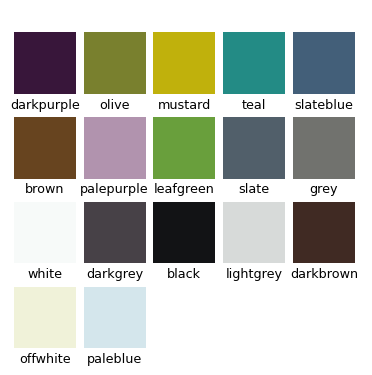 darkpurple olive mustard teal slateblue
brown palepurple leafgreen slate grey
white darkgrey black lightgrey darkbrown
offwhite paleblue